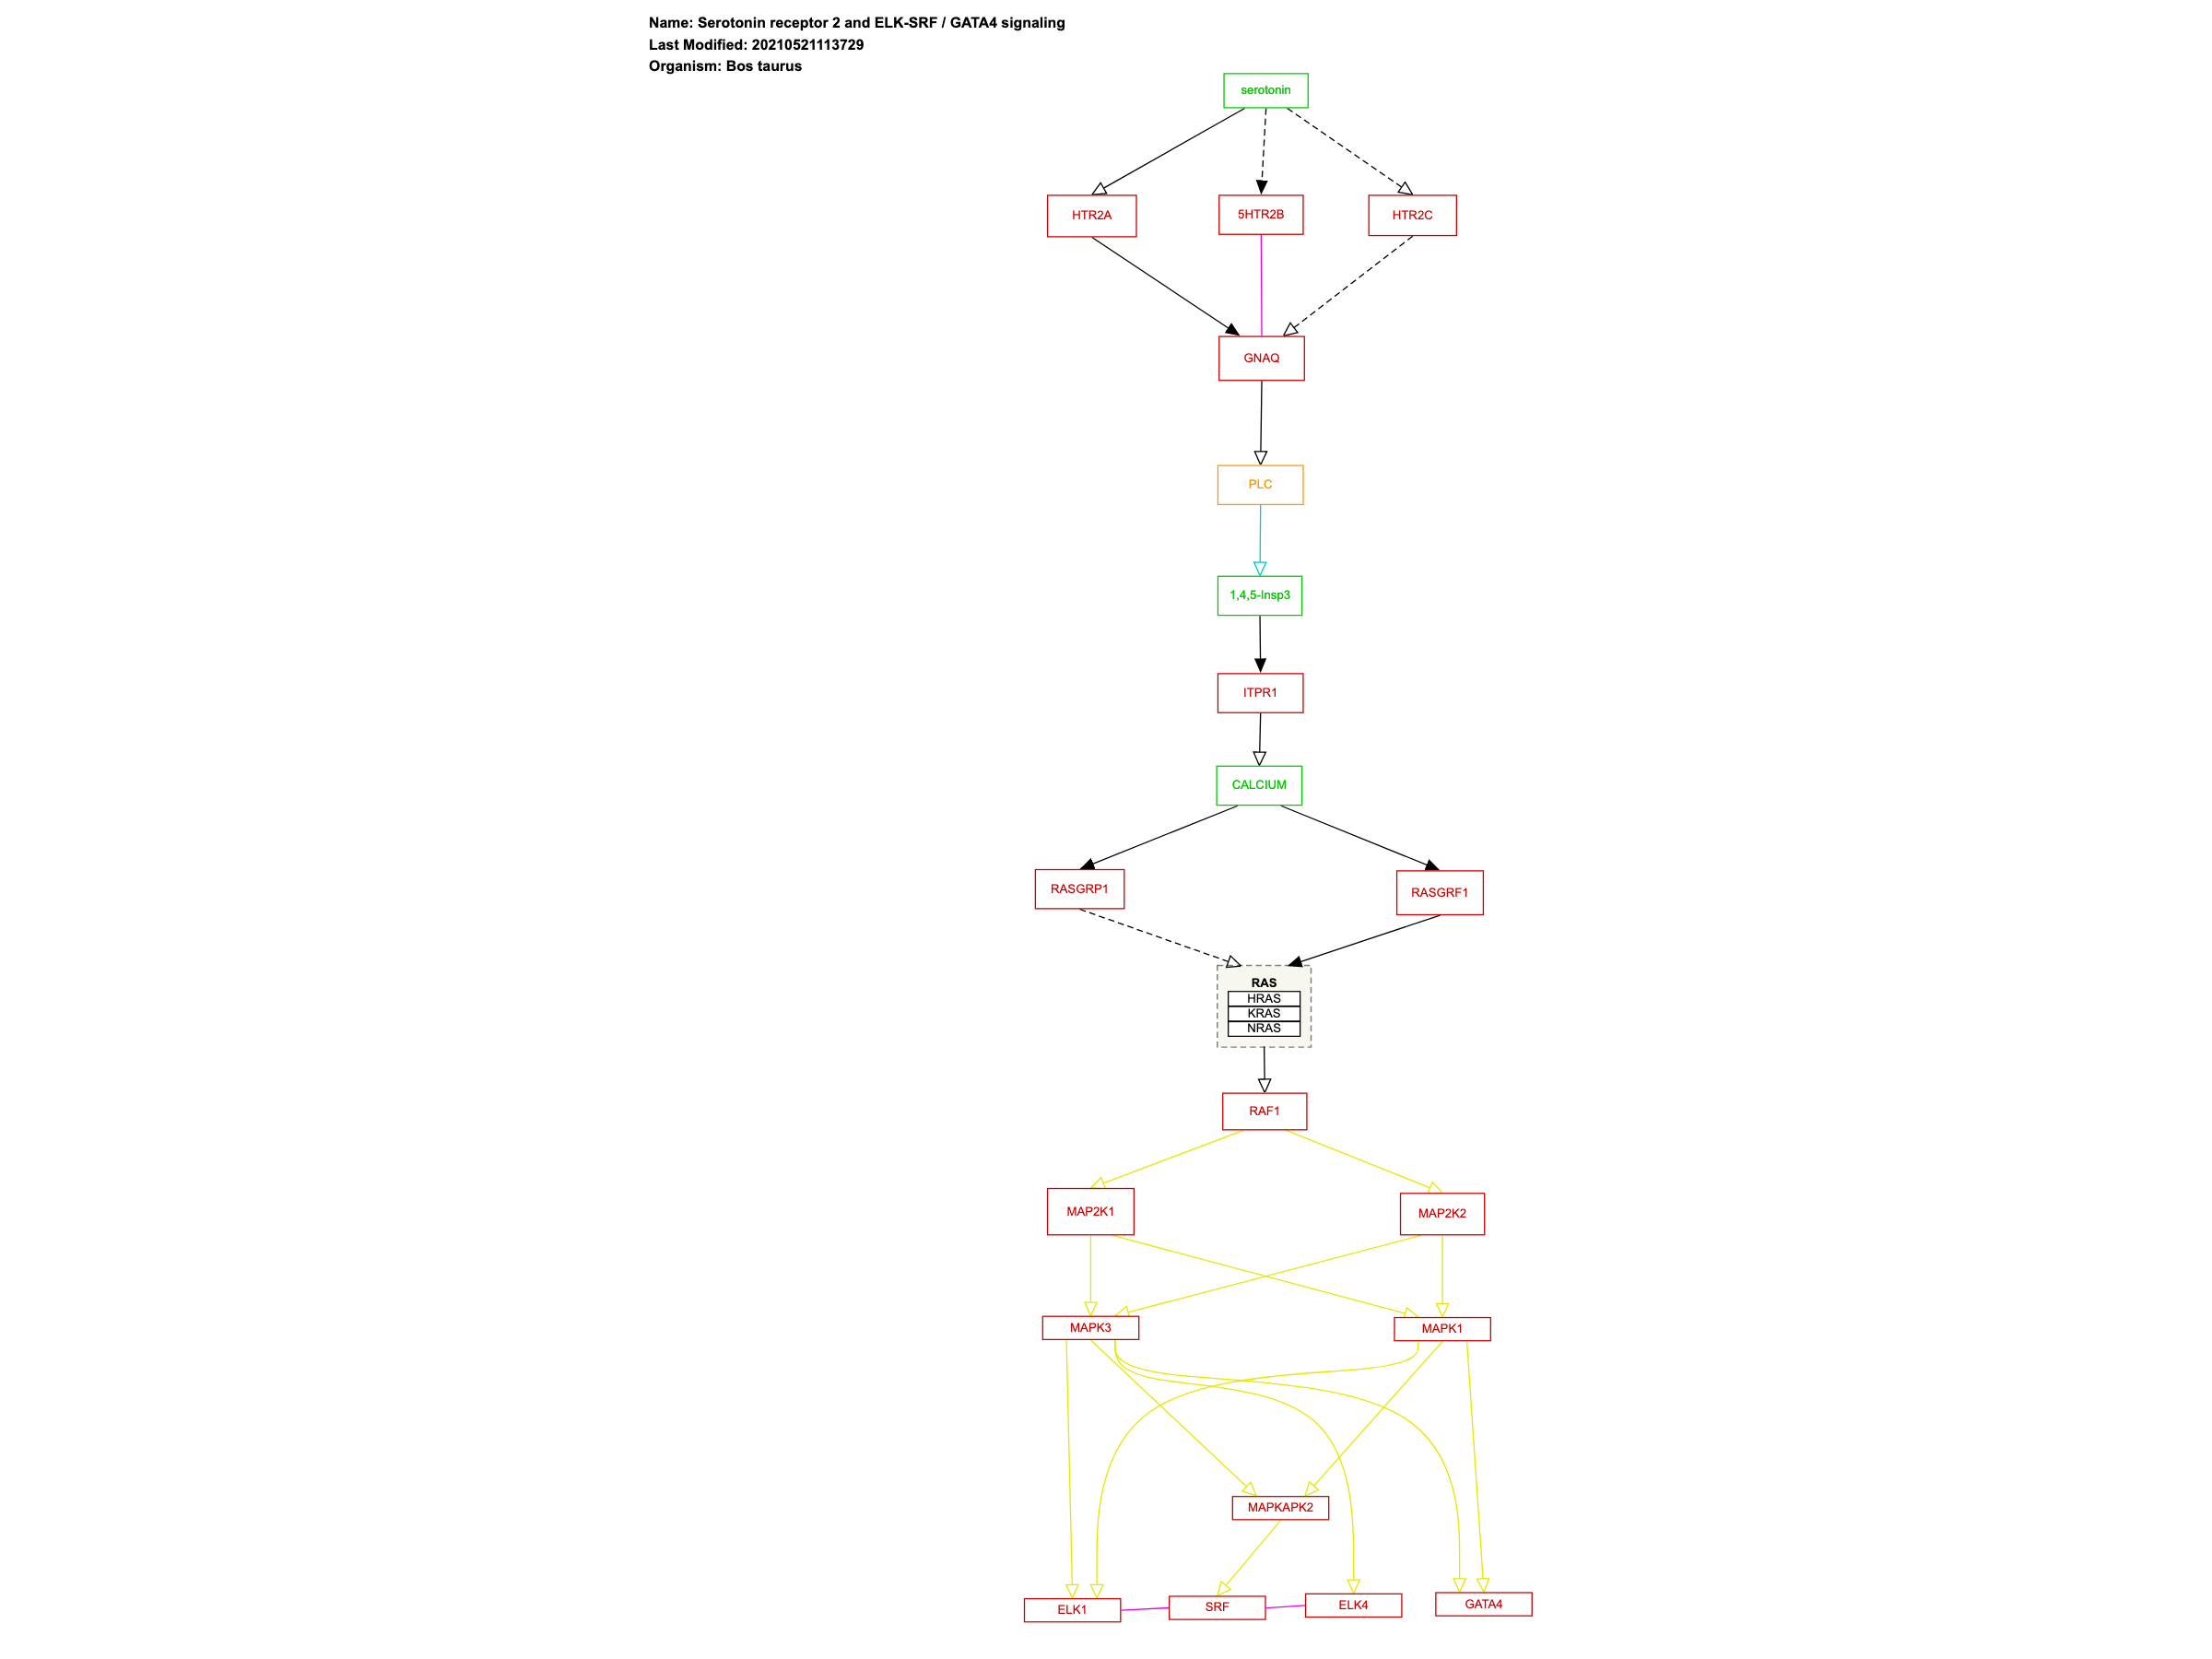 Name: Serotonin receptor 2 and ELK-SRF / GATA4 signaling
Last Modified: 20210521113729
Organism: Bos taurus
serotonin
HTR2A
5HTR2B
HTR2C
GNAQ
PLC
1,4,5-Insp3
ITPR1
CALCIUM
RASGRP1
RASGRF1
RAS
HRAS
KRAS
NRAS
RAF1
MAP2K1
MAP2K2
MAPK3
MAPK1
MAPKAPK2
ELK1
SRF
ELK4
GATA4